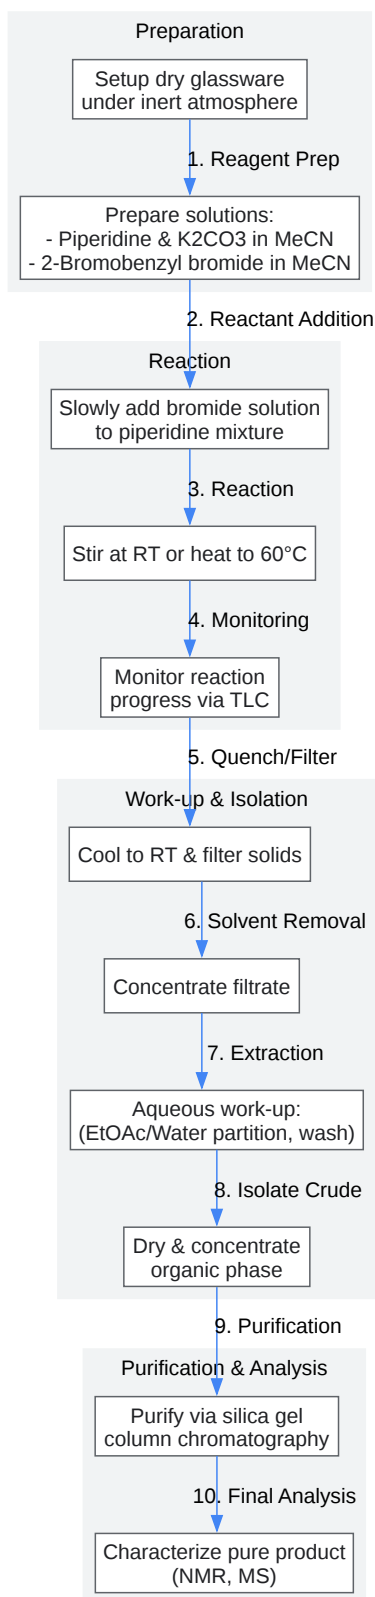 Preparation
Setup dry glassware
under inert atmosphere
1. Reagent Prep
Prepare solutions:
- Piperidine & K2CO3 in MeCN
- 2-Bromobenzyl bromide in MeCN
2. Reactant Addition
Reaction
Slowly add bromide solution
to piperidine mixture
3. Reaction
Stir at RT or heat to 60°C
4. Monitoring
Monitor reaction
progress via TLC
5. Quench/Filter
Work-up & Isolation
Cool to RT & filter solids
6. Solvent Removal
Concentrate filtrate
7. Extraction
Aqueous work-up:
(EtOAc/Water partition, wash)
8. Isolate Crude
Dry & concentrate
organic phase
9. Purification
Purification & Analysis
Purify via silica gel
column chromatography
10. Final Analysis
Characterize pure product
(NMR, MS)